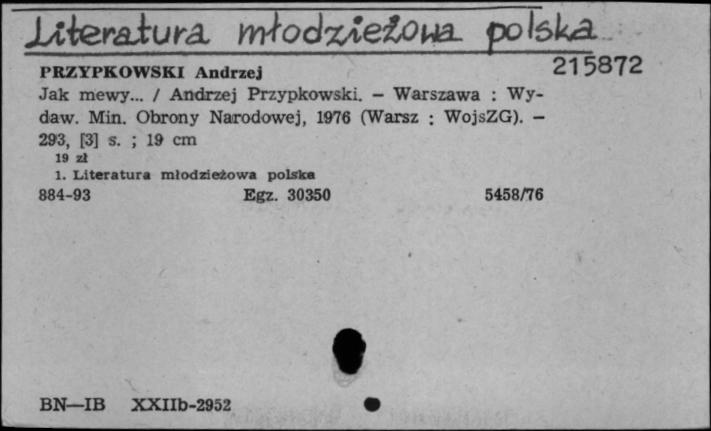 Literatura młodzieżowa polska
215872
PRZYPKOWSKI Andrzej
Jak mewy... / Andrzej Przypkowski. — Warszawa : Wy-
daw. Min. Obrony Narodowej, 1976 (Warsz : WojsZG). —
293, [3] s. ; 19 cm
19 zł
1. Literatura młodzieżowa polska
884-93 Egz. 30350 5458/76
BN—IB XXIIb-2952